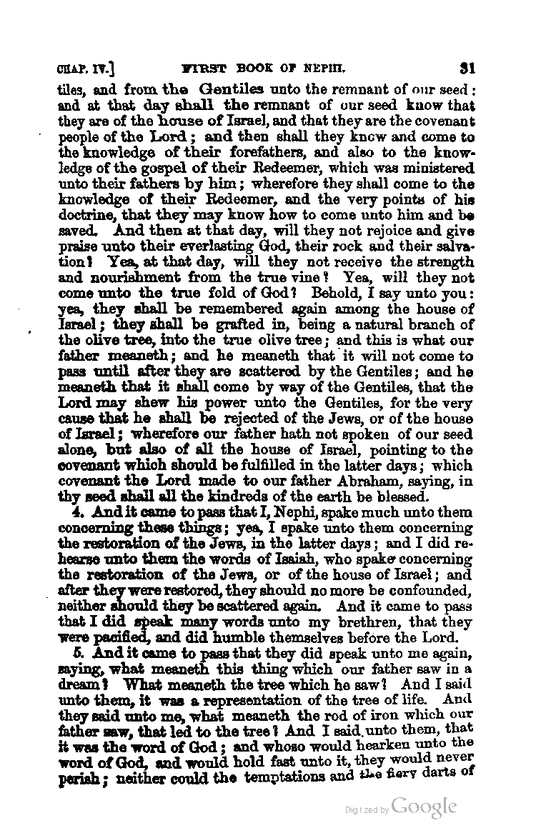 CHAP. IV.] FIRST BOOK OF NEPHI. 31
tiles, and from the Gentiles unto the remnant of our seed:
and at that day shall the remnant of our seed know that
they are of the house of Israel, and that they are the covenant
people of the Lord; and then shall they know and come to
the knowledge of their forefathers, and also to the know-
ledge of the gospel of their Redeemer, which was ministered
unto their fathers by him; wherefore they shall come to the
knowledge of their Redeemer, and the very points of his
doctrine, that they may know how to come unto him and be
saved. And then at that day, will they not rejoice and give
praise unto their everlasting God, their rock and their salva-
tion? Yea, at that day, will they not receive the strength
and nourishment from the true vine? Yea, will they not
come unto the true fold of God? Behold, I say unto you:
yea, they shall be remembered again among the house of
Israel; they shall be grafted in, being a natural branch of
the olive tree, into the true olive tree; and this is what our
father meaneth; and he meaneth that it will not come to
pass until after they are scattered by the Gentiles; and he
meaneth that it shall come by way of the Gentiles, that the
Lord may shew his power unto the Gentiles, for the very
cause that he shall be rejected of the Jews, or of the house
of Israel; wherefore our father hath not spoken of our seed
alone, but also of all the house of Israel, pointing to the
covenant which should be fulfilled in the latter days; which
covenant the Lord made to our father Abraham, saying, in
thy seed shall all the kindreds of the earth be blessed.
4. And it came to pass that I, Nephi, spake much unto them
concerning these things; yea, I spake unto them concerning
the restoration of the Jews, in the latter days; and I did re-
hearse unto them the words of Isaiah, who spake concerning
the restoration of the Jews, or of the house of Israel; and
after they were restored, they should no more be confounded,
neither should they be scattered again. And it came to pass
that I did speak many words unto my brethren, that they
were pacified, and did humble themselves before the Lord.
5. And it came to pass that they did speak unto me again,
saying, what meaneth this thing which our father saw in a
dream? What meaneth the tree which he saw? And I said
unto them, it was a representation of the tree of life. And
they said unto me, what meaneth the rod of iron which our
father saw, that led to the tree? And I said unto them, that
it was the word of God; and whoso would hearken unto the
word of God, and would hold fast unto it, they would never
perish; neither could the temptations and the fiery darts of
Digitized by Google